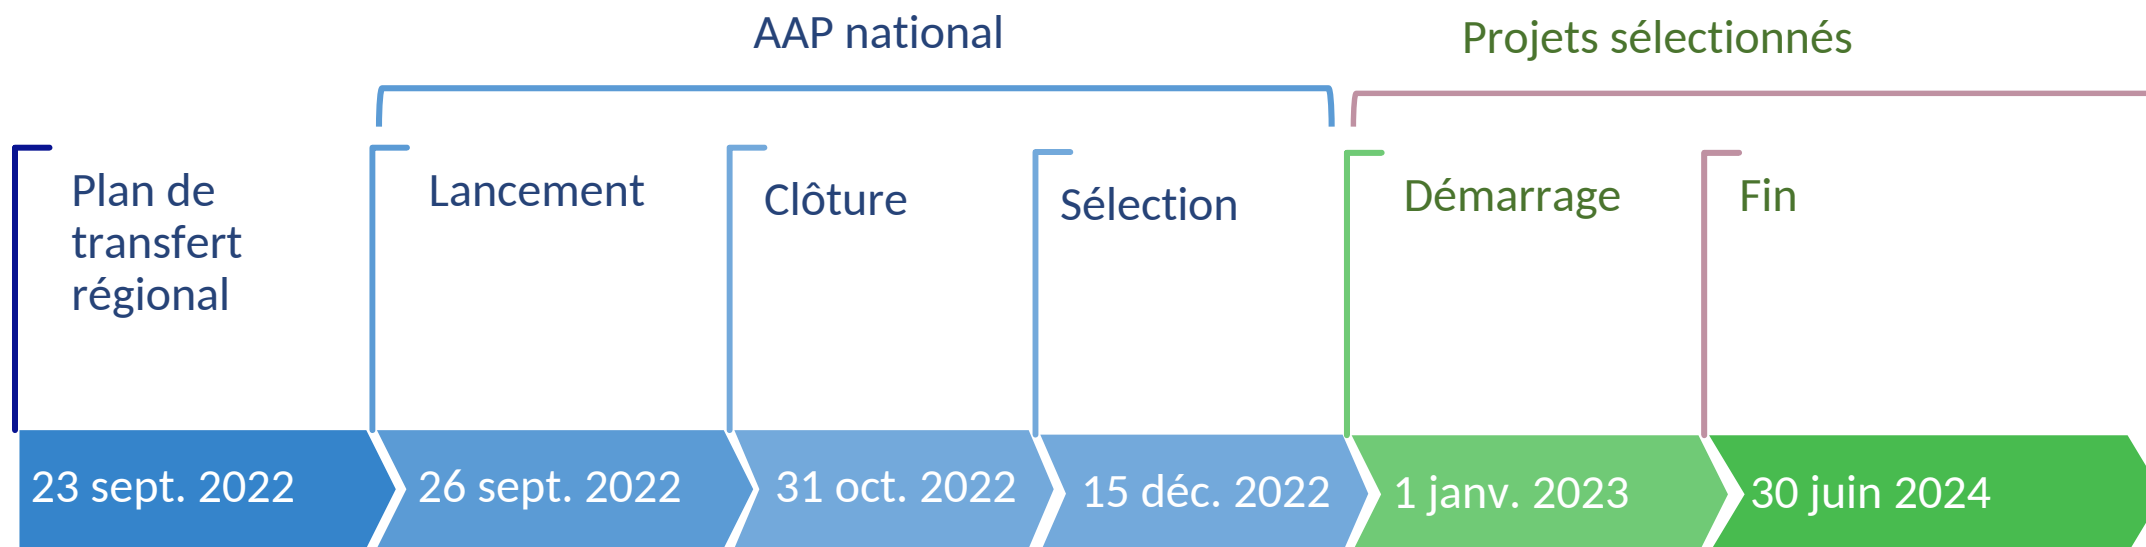 AAP national
Projets sélectionnés
Plan de
transfert
régional
Lancement
Clôture
Sélection
Démarrage
Fin
23 sept. 2022
26 sept. 2022
31 oct. 2022
15 déc. 2022
1 janv. 2023
30 juin 2024